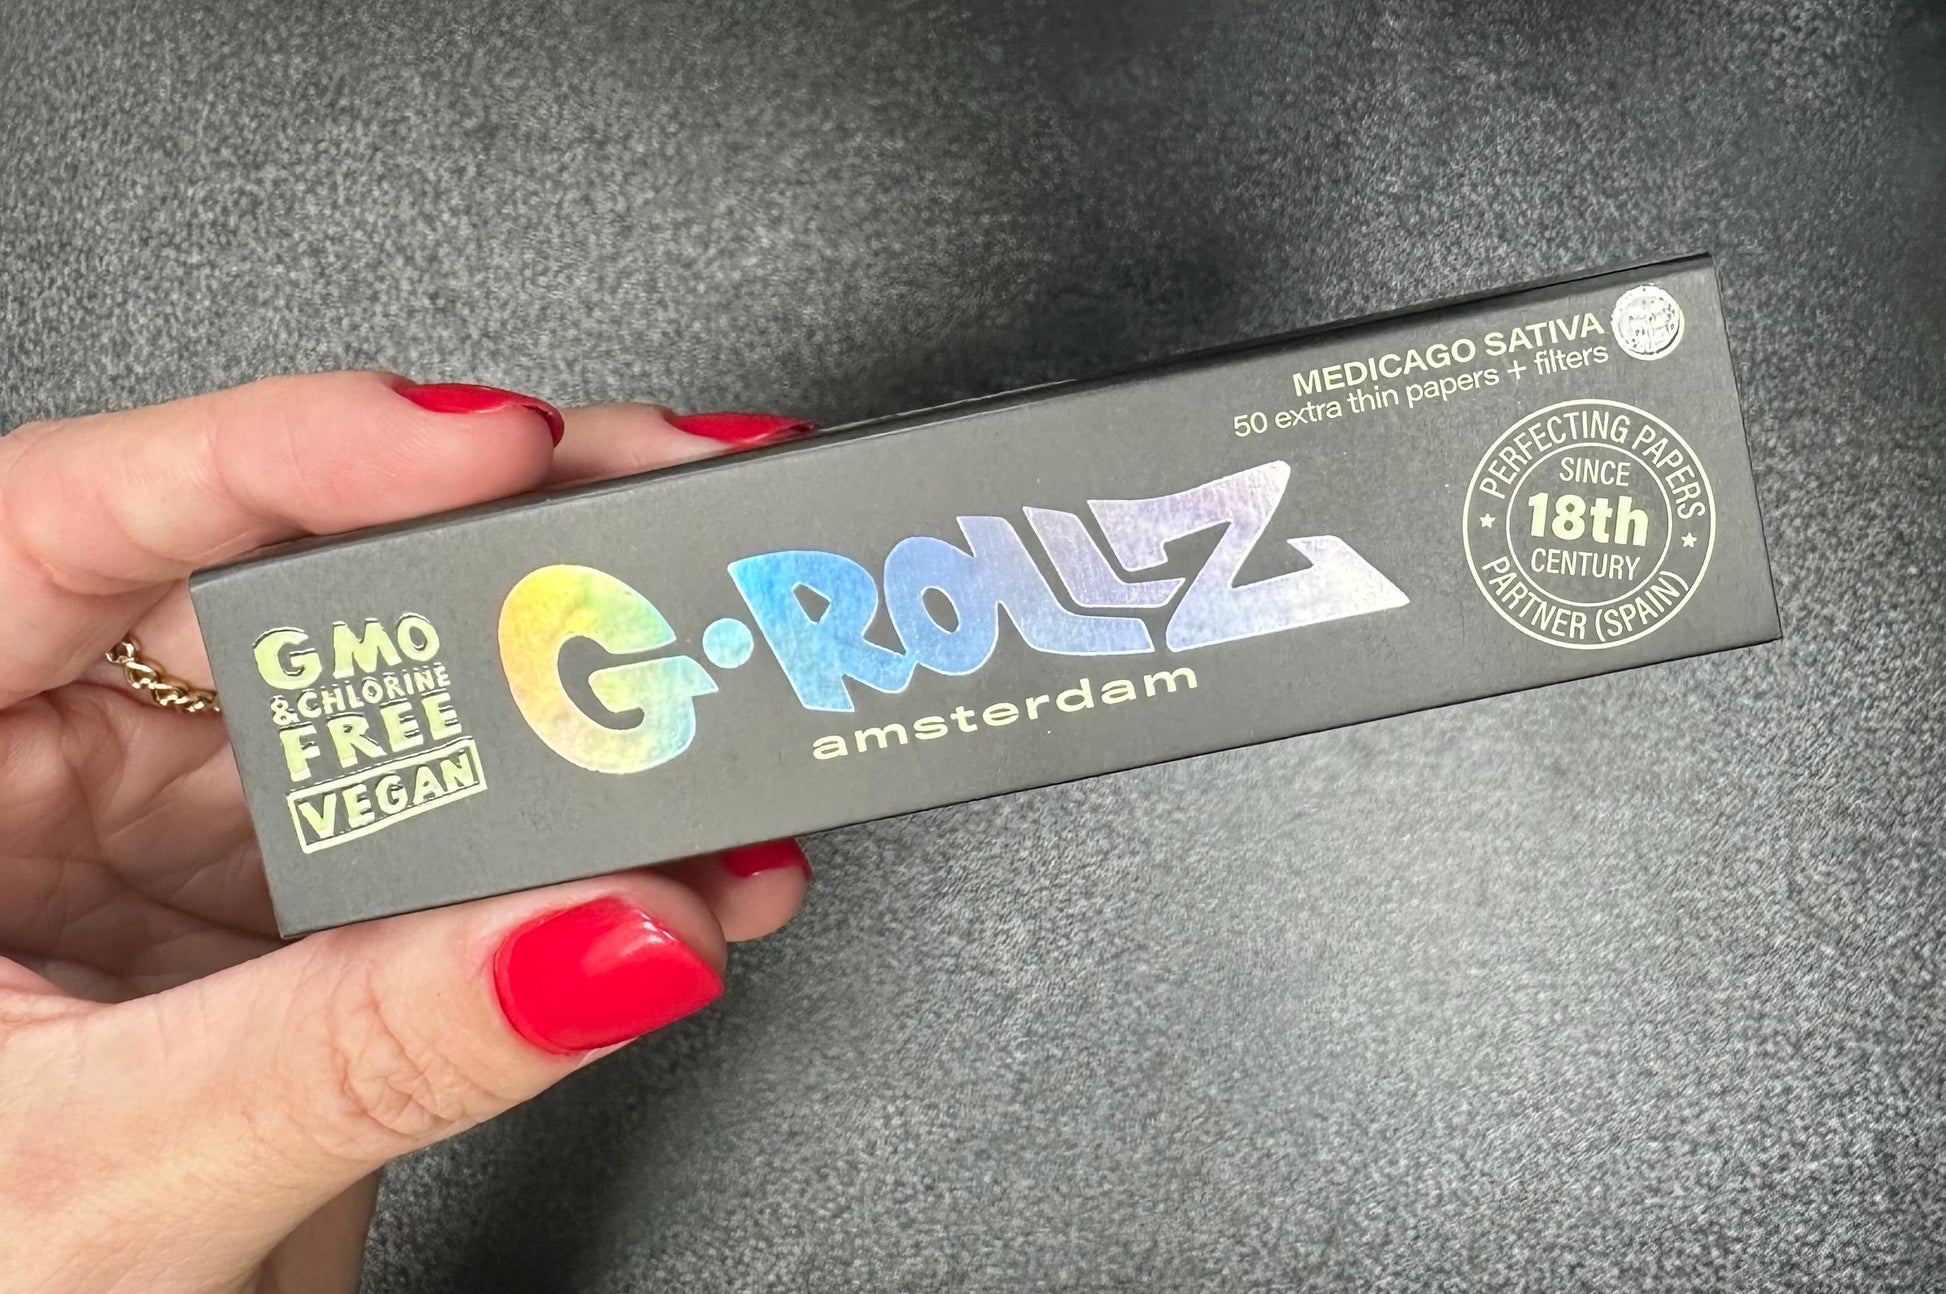 GMO
&CHLORINE
FREE
VEGAN
G·ROLLZ
amsterdam
MEDICAGO SATIVA
50 extra thin papers + filters
PERFECTING PAPERS
SINCE
18th
CENTURY
PARTNER (SPAIN)